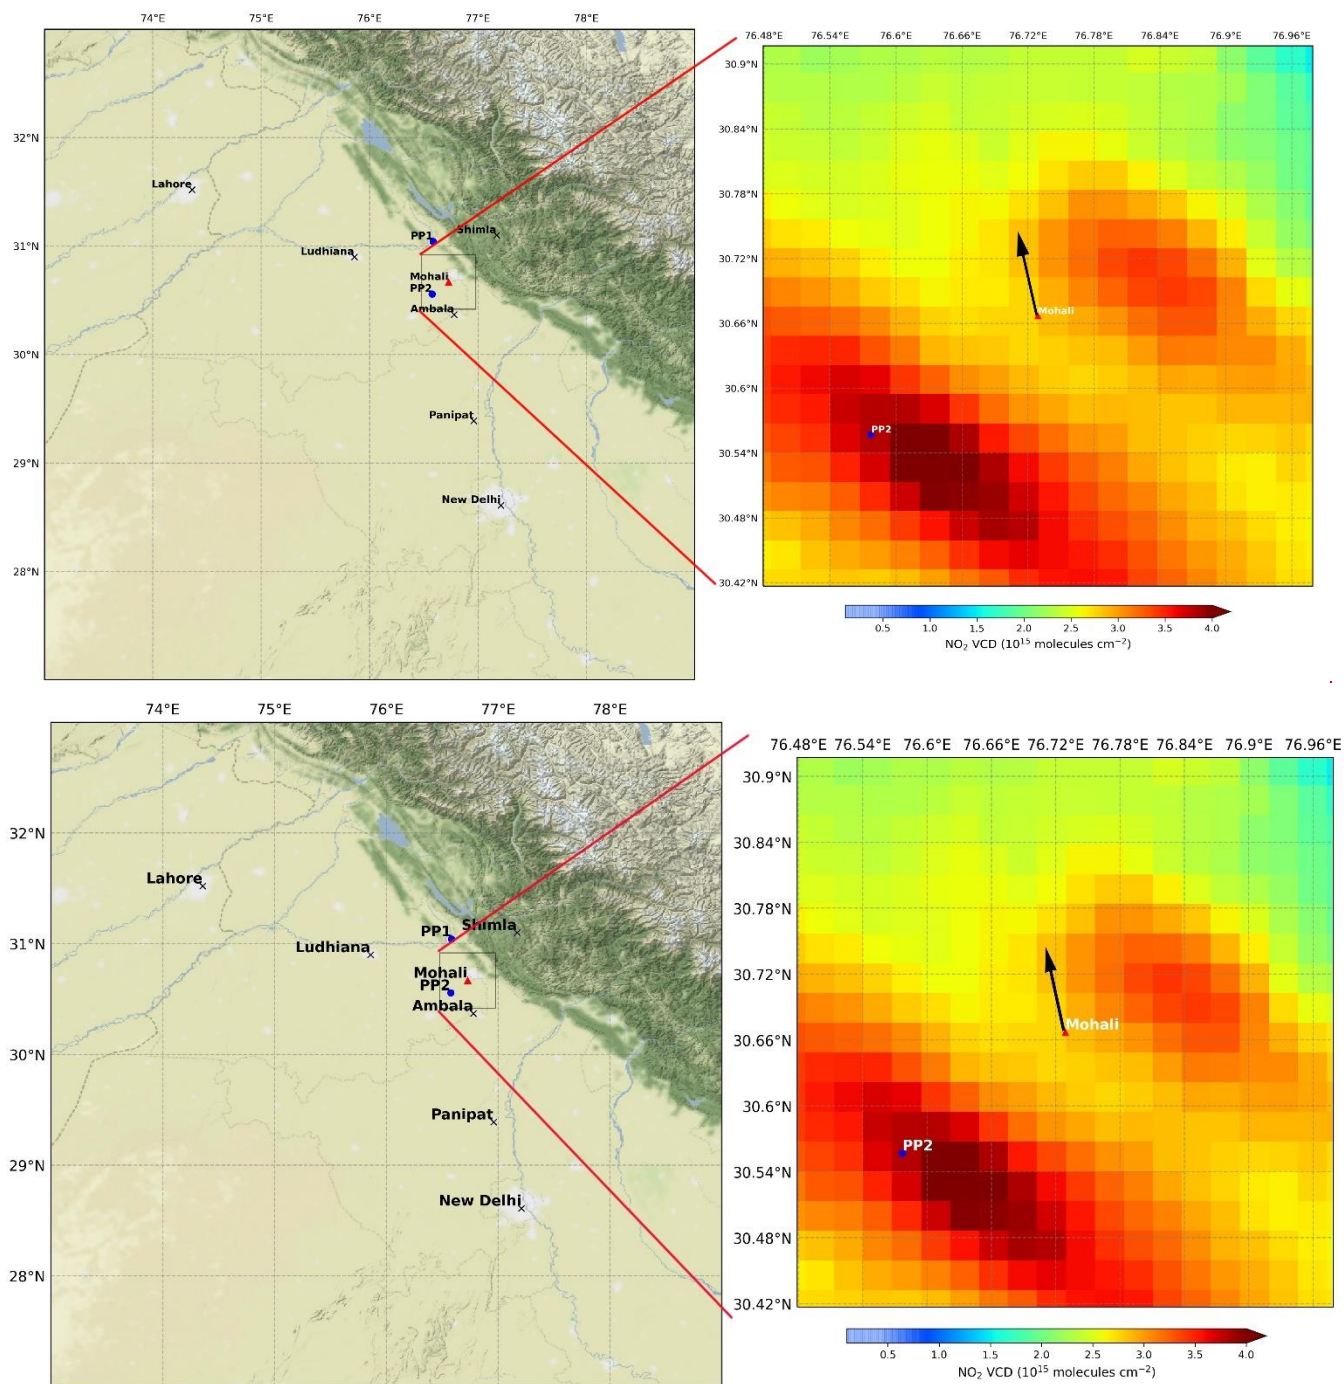 74°E 75°E 76°E 77°E 78°E
32°N
31°N
30°N
29°N
28°N
Lahore
Ludhiana
PP1
Shimla
Mohali
PP2
Ambala
Panipat
New Delhi
76.48°E 76.54°E 76.6°E 76.66°E 76.72°E 76.78°E 76.84°E 76.9°E 76.96°E
30.9°N
30.84°N
30.78°N
30.72°N
30.66°N
30.6°N
30.54°N
30.48°N
30.42°N
Mohali
PP2
0.5 1.0 1.5 2.0 2.5 3.0 3.5 4.0
NO₂ VCD (10¹⁵ molecules cm⁻²)
74°E 75°E 76°E 77°E 78°E
32°N
31°N
30°N
29°N
28°N
Lahore
Ludhiana
PP1
Shimla
Mohali
PP2
Ambala
Panipat
New Delhi
76.48°E 76.54°E 76.6°E 76.66°E 76.72°E 76.78°E 76.84°E 76.9°E 76.96°E
30.9°N
30.84°N
30.78°N
30.72°N
30.66°N
30.6°N
30.54°N
30.48°N
30.42°N
Mohali
PP2
0.5 1.0 1.5 2.0 2.5 3.0 3.5 4.0
NO₂ VCD (10¹⁵ molecules cm⁻²)